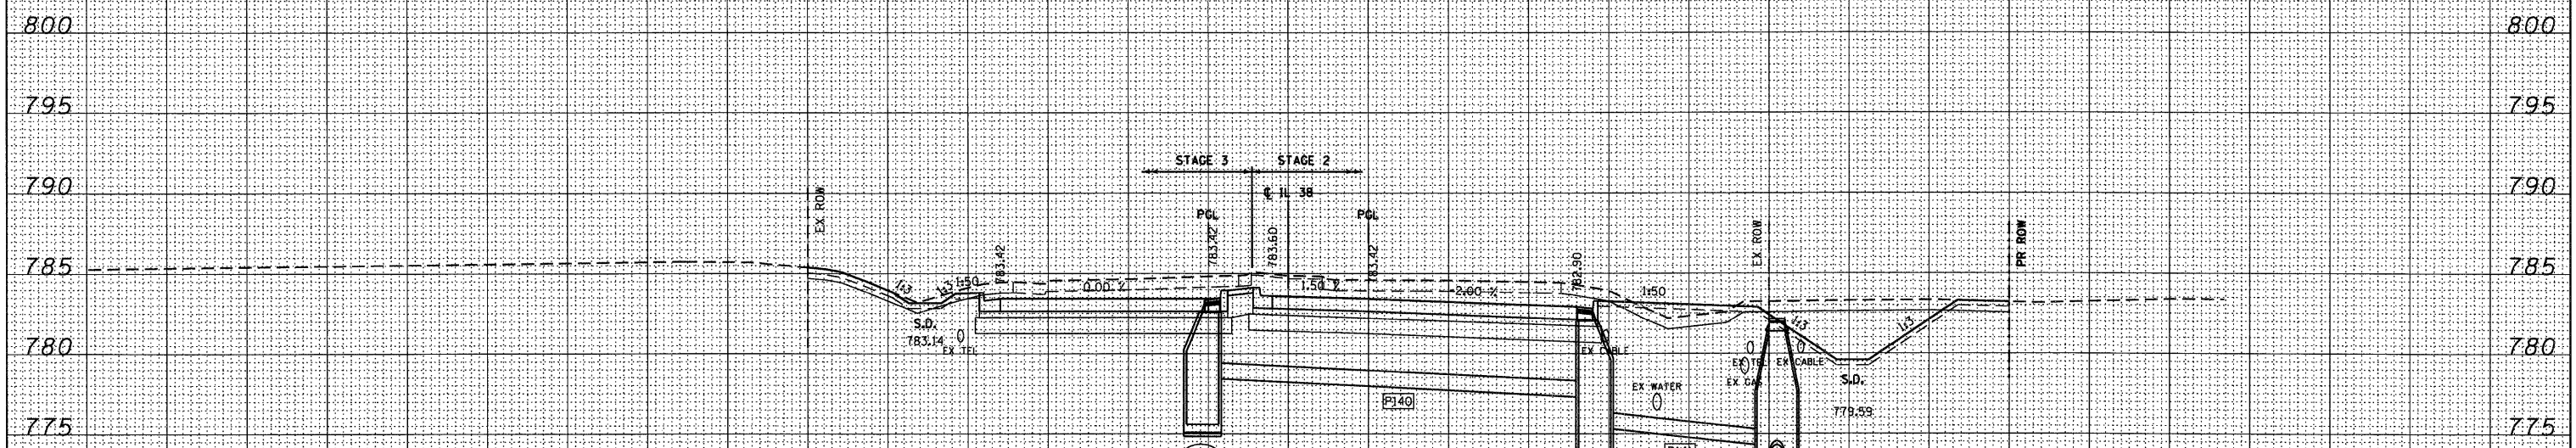 800 800
795 795
STAGE 3 STAGE 2
790 790
EX ROW
℄ IL 38
PGL PGL
EX ROW
PR ROW
783.42
783.42
783.60
783.42
782.90
785 785
1:3
1:3
1:50
0.00 %
1.50 %
-2.00 %
1:50
S.D.
783.14
EX TEL
1:3
1:3
780 780
EX CABLE
EX TEL EX CABLE
EX GAS
S.D.
EX WATER
P140
779.59
775 775